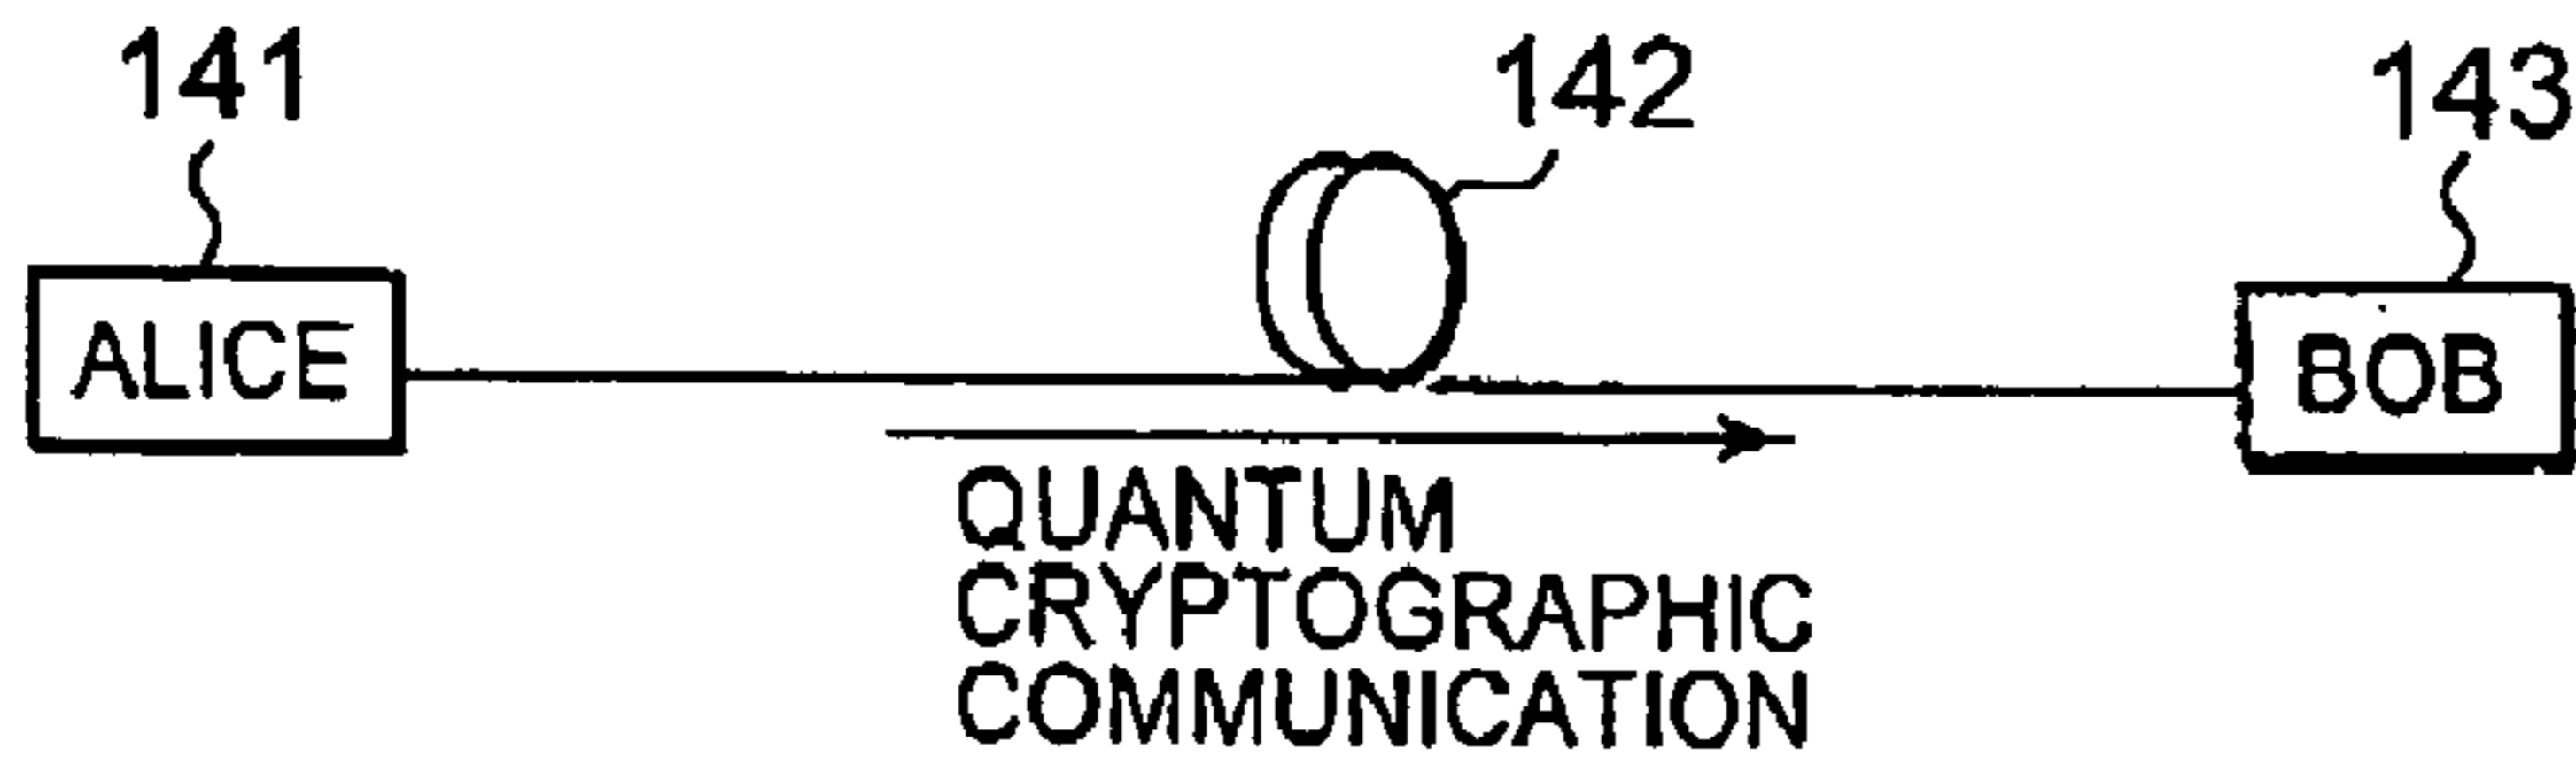 141
142
143
ALICE
BOB
QUANTUM
CRYPTOGRAPHIC
COMMUNICATION